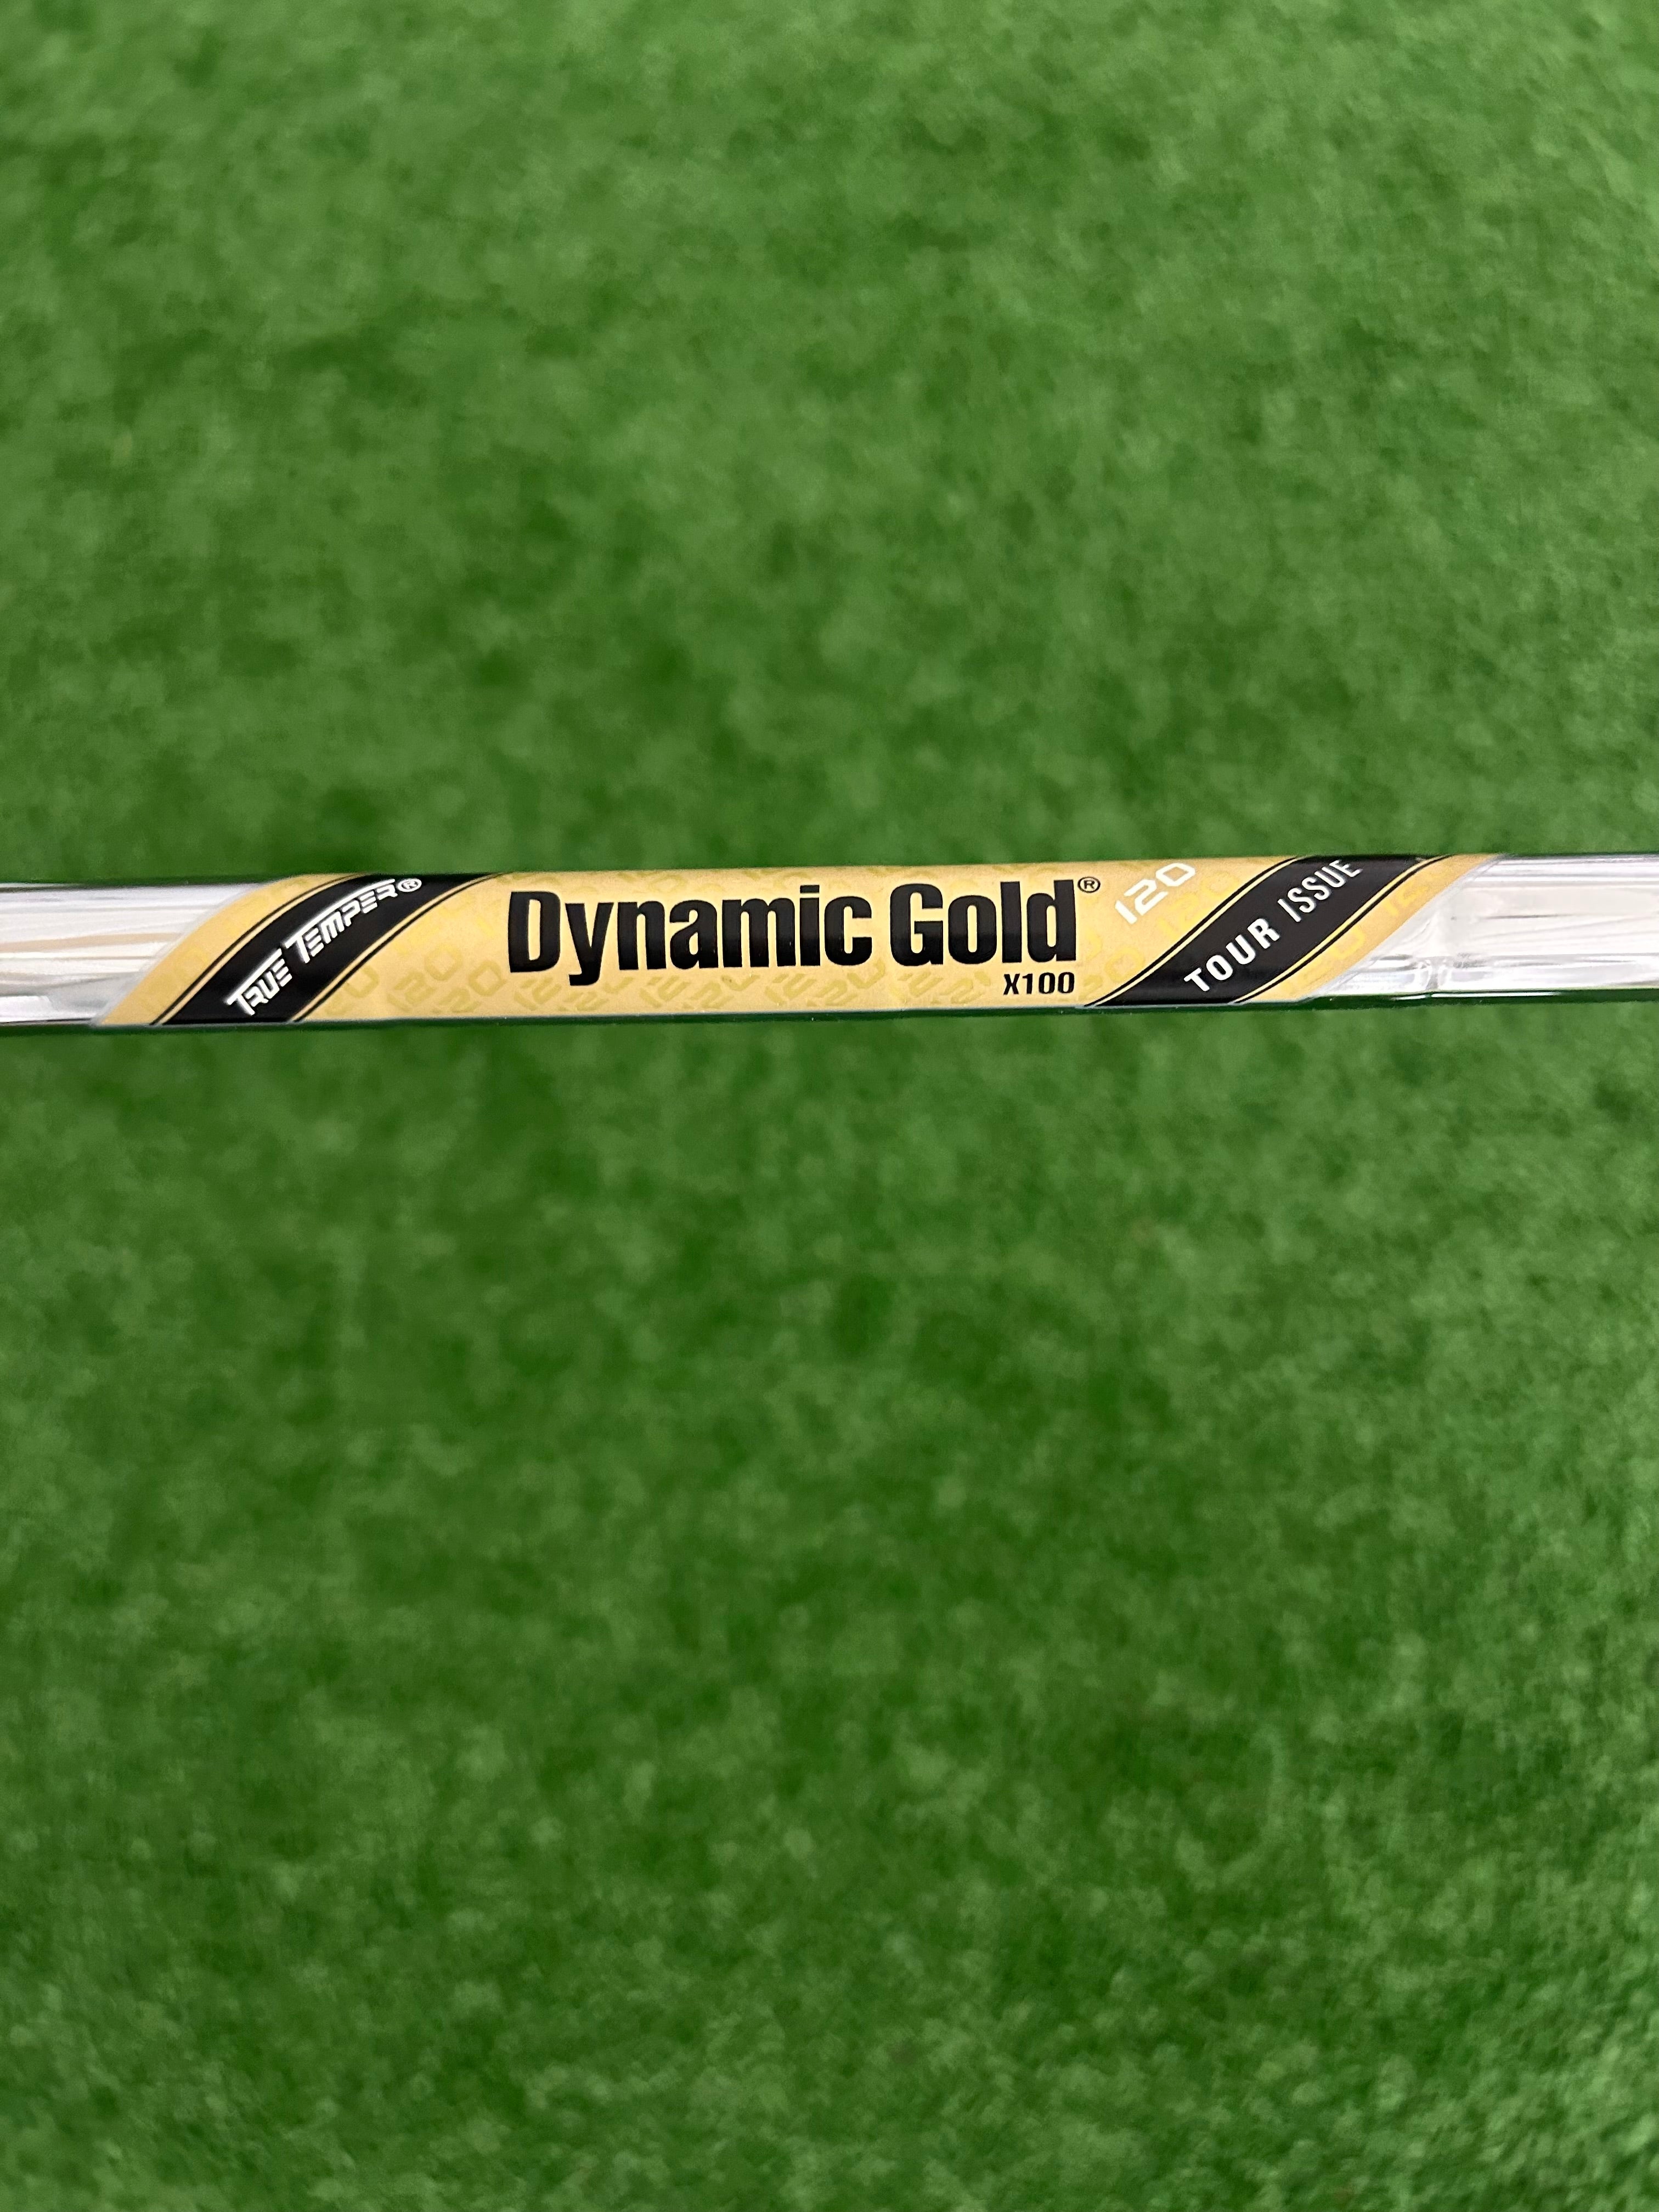 TRUE TEMPER®
Dynamic Gold®
X100
120
TOUR ISSUE